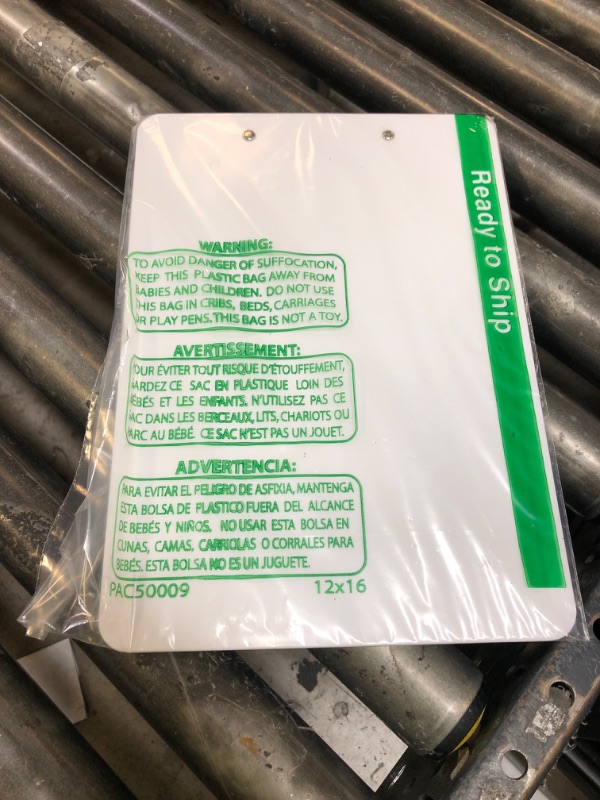 Ready to Ship
WARNING:
TO AVOID DANGER OF SUFFOCATION,
KEEP THIS PLASTIC BAG AWAY FROM
BABIES AND CHILDREN. DO NOT USE
THIS BAG IN CRIBS, BEDS, CARRIAGES
OR PLAY PENS. THIS BAG IS NOT A TOY.
AVERTISSEMENT:
POUR ÉVITER TOUT RISQUE D'ÉTOUFFEMENT,
GARDEZ CE SAC EN PLASTIQUE LOIN DES
BÉBÉS ET LES ENFANTS. N'UTILISEZ PAS CE
SAC DANS LES BERCEAUX, LITS, CHARIOTS OU
PARC AU BÉBÉ. CE SAC N'EST PAS UN JOUET.
ADVERTENCIA:
PARA EVITAR EL PELIGRO DE ASFIXIA, MANTENGA
ESTA BOLSA DE PLASTICO FUERA DEL ALCANCE
DE BEBÉS Y NIÑOS. NO USAR ESTA BOLSA EN
CUNAS, CAMAS, CARRIOLAS O CORRALES PARA
BEBÉS. ESTA BOLSA NO ES UN JUGUETE.
PAC50009 12x16